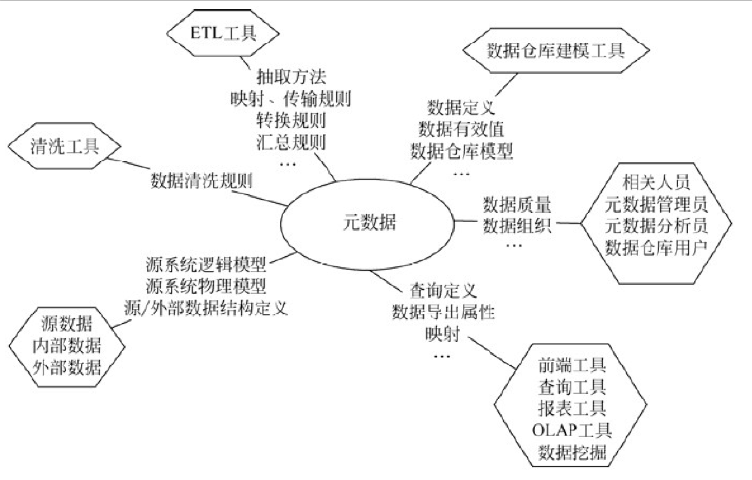 ETL工具
抽取方法
映射、传输规则
转换规则
汇总规则
…
数据仓库建模工具
数据定义
数据有效值
数据仓库模型
…
清洗工具
数据清洗规则
元数据
数据质量
数据组织
…
相关人员
元数据管理员
元数据分析员
数据仓库用户
源系统逻辑模型
源系统物理模型
源/外部数据结构定义
源数据
内部数据
外部数据
查询定义
数据导出属性
映射
…
前端工具
查询工具
报表工具
OLAP工具
数据挖掘